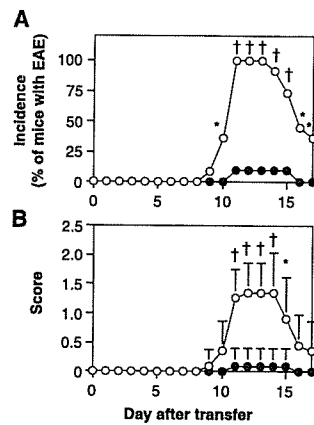 A
Incidence
(% of mice with EAE)
100
75
50
25
0
† † † † †
* * *
0 5 10 15
B
Score
2.5
2.0
1.5
1.0
0.5
0
† † † † *
0 5 10 15
Day after transfer